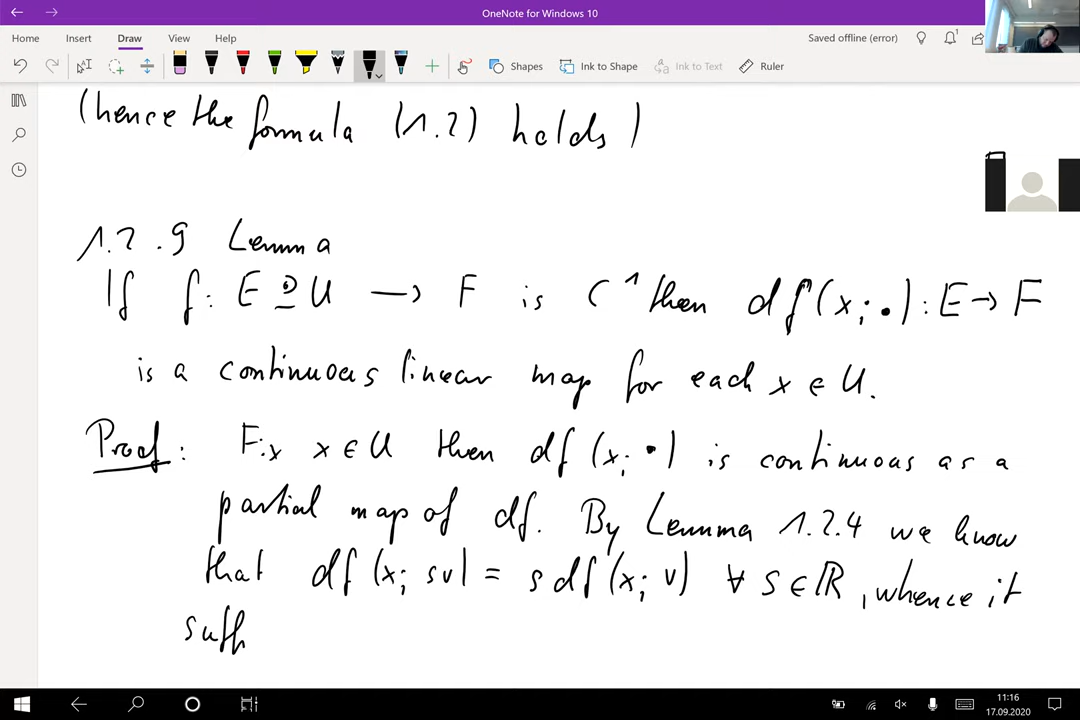 OneNote for Windows 10
Home Insert Draw View Help Saved offline (error)
Shapes Ink to Shape Ink to Text Ruler
(hence the formula (1.2) holds)
1.2.9 Lemma
If f: E ⊇ U → F is C¹ then df(x; •): E → F
is a continuous linear map for each x ∈ U.
Proof: Fix x ∈ U then df(x; •) is continuous as a
partial map of df. By Lemma 1.2.4 we know
that df(x; sv) = s df(x; v) ∀ s ∈ ℝ, whence it
suff
11:16
17.09.2020